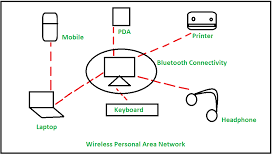 PDA
Printer
Mobile
Bluetooth Connectivity
Keyboard
Laptop
Headphone
Wireless Personal Area Network